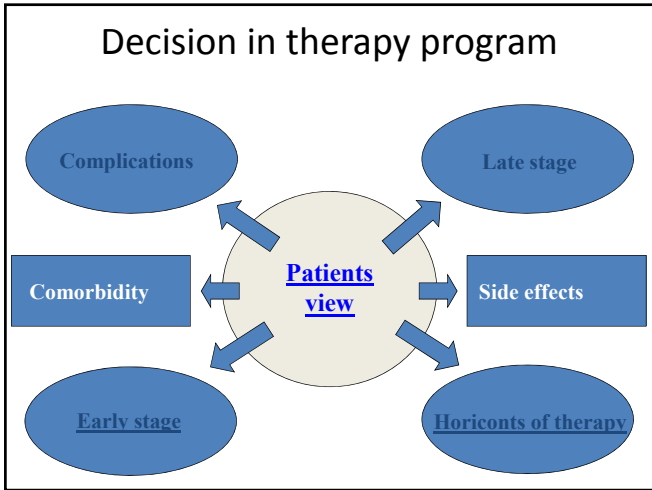 Decision in therapy program
Complications
Late stage
Patients
view
Comorbidity
Side effects
Early stage
Horiconts of therapy